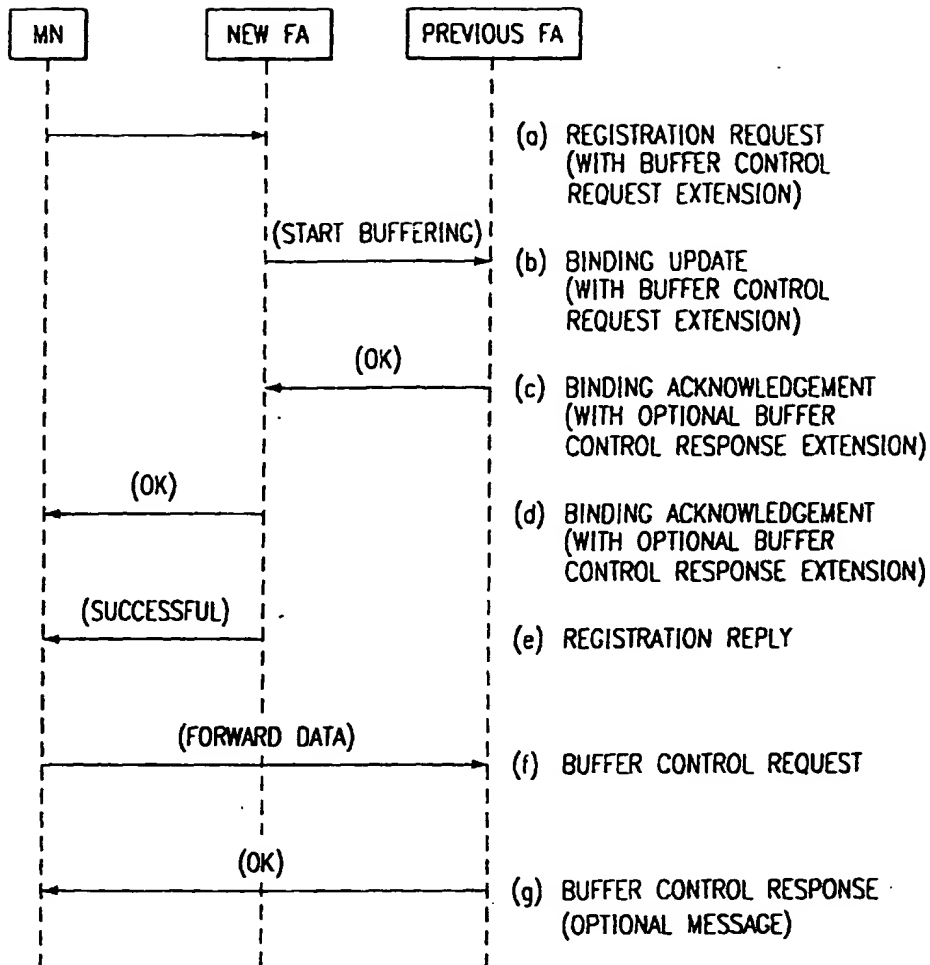 MN
NEW FA
PREVIOUS FA
(a) REGISTRATION REQUEST
(WITH BUFFER CONTROL
REQUEST EXTENSION)
(START BUFFERING)
(b) BINDING UPDATE
(WITH BUFFER CONTROL
REQUEST EXTENSION)
(OK)
(c) BINDING ACKNOWLEDGEMENT
(WITH OPTIONAL BUFFER
CONTROL RESPONSE EXTENSION)
(OK)
(d) BINDING ACKNOWLEDGEMENT
(WITH OPTIONAL BUFFER
CONTROL RESPONSE EXTENSION)
(SUCCESSFUL)
(e) REGISTRATION REPLY
(FORWARD DATA)
(f) BUFFER CONTROL REQUEST
(OK)
(g) BUFFER CONTROL RESPONSE
(OPTIONAL MESSAGE)